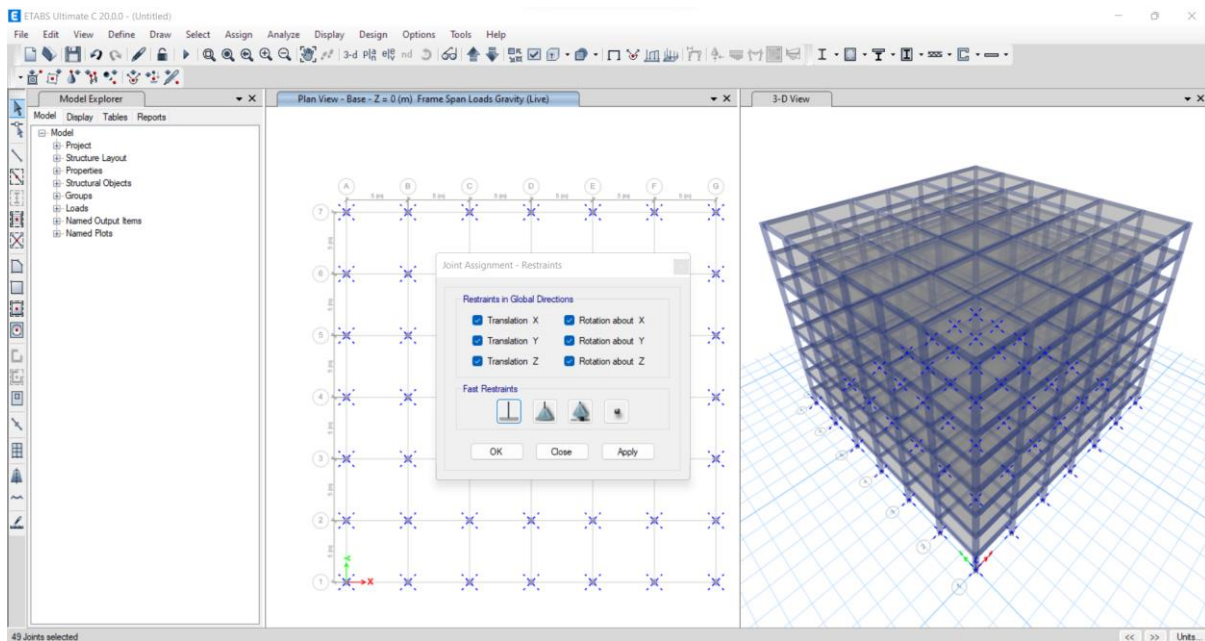 ETABS Ultimate C 20.0.0 - (Untitled)
File Edit View Define Draw Select Assign Analyze Display Design Options Tools Help
3-d
nd
Model Explorer
Model Display Tables Reports
Model
Project
Structure Layout
Properties
Structural Objects
Groups
Loads
Named Output Items
Named Plots
Plan View - Base - Z = 0 (m) Frame Span Loads Gravity (Live)
A B C D E F G
7
6
5
4
3
2
1
X
Joint Assignment - Restraints
Restraints in Global Directions
Translation X Rotation about X
Translation Y Rotation about Y
Translation Z Rotation about Z
Fast Restraints
OK Close Apply
3-D View
49 Joints selected
<< >> Units...